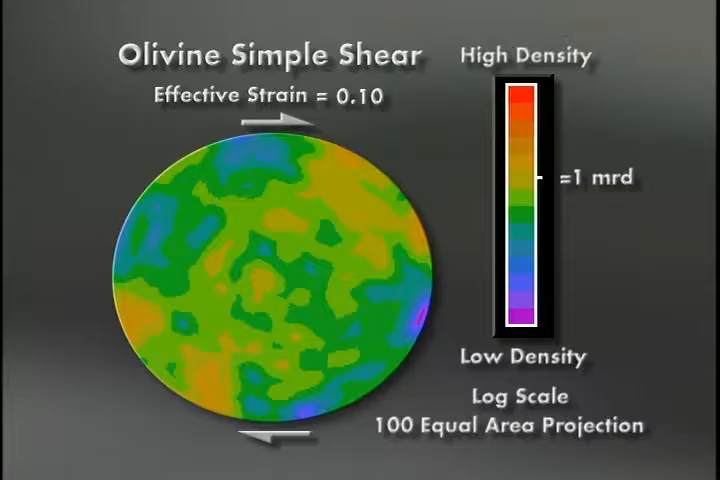 Olivine Simple Shear
Effective Strain = 0.10
High Density
=1 mrd
Low Density
Log Scale
100 Equal Area Projection